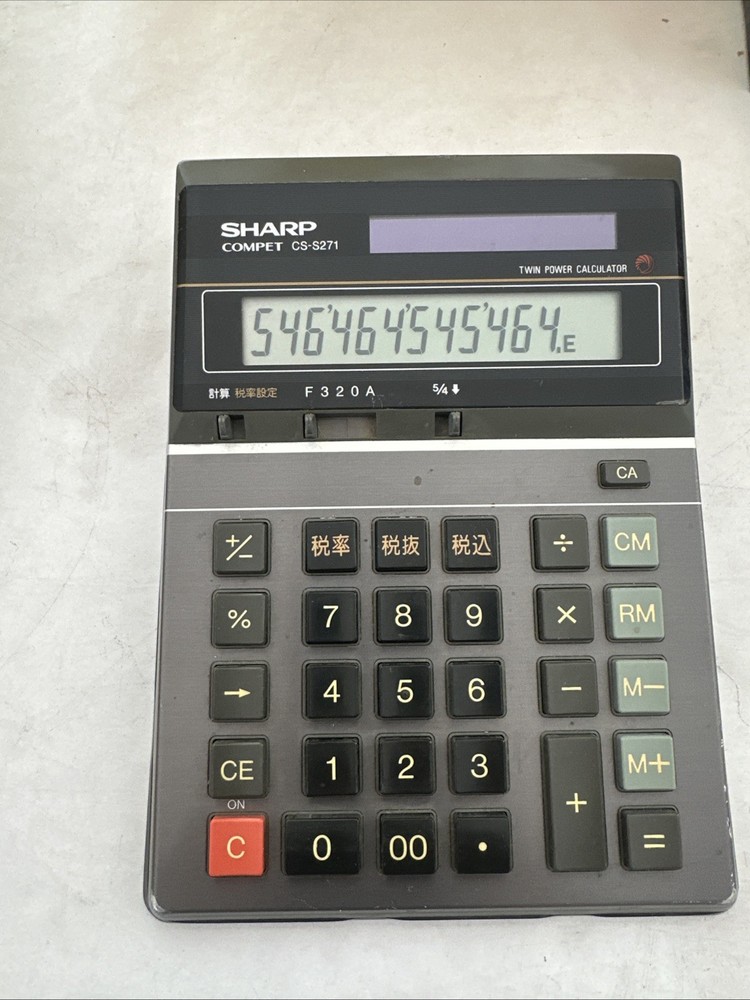 SHARP
COMPET CS-S271
TWIN POWER CALCULATOR
546'464'545'464.E
計算 税率設定 F 3 2 0 A 5/4 ⬇
CA
+/− 税率 税抜 税込 ÷ CM
% 7 8 9 × RM
→ 4 5 6 − M−
CE 1 2 3 + M+
ON
C 0 00 • =